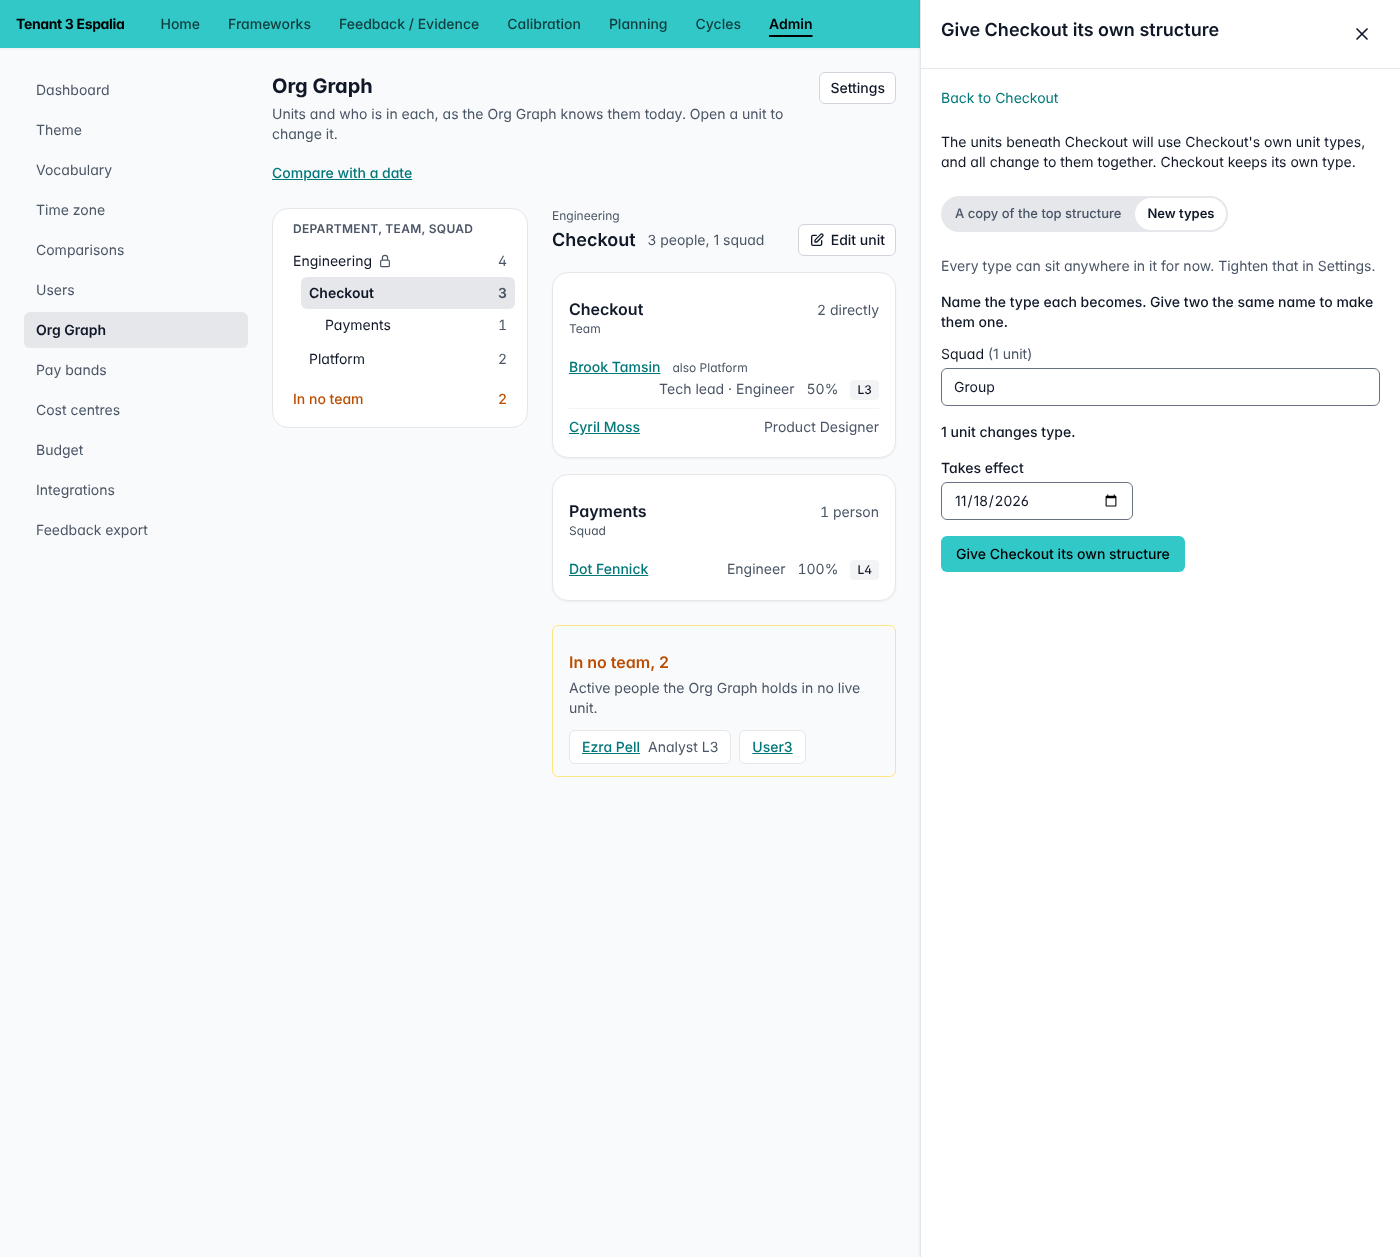 Tenant 3 Espalia
Home
Frameworks
Feedback / Evidence
Calibration
Planning
Cycles
Admin
Dashboard
Theme
Vocabulary
Time zone
Comparisons
Users
Org Graph
Pay bands
Cost centres
Budget
Integrations
Feedback export
Org Graph
Settings
Units and who is in each, as the Org Graph knows them today. Open a unit to
change it.
Compare with a date
DEPARTMENT, TEAM, SQUAD
Engineering 4
Checkout 3
Payments 1
Platform 2
In no team 2
Engineering
Checkout 3 people, 1 squad
Edit unit
Checkout 2 directly
Team
Brook Tamsin also Platform
Tech lead · Engineer 50% L3
Cyril Moss Product Designer
Payments 1 person
Squad
Dot Fennick Engineer 100% L4
In no team, 2
Active people the Org Graph holds in no live
unit.
Ezra Pell Analyst L3
User3
Give Checkout its own structure
Back to Checkout
The units beneath Checkout will use Checkout's own unit types,
and all change to them together. Checkout keeps its own type.
A copy of the top structure
New types
Every type can sit anywhere in it for now. Tighten that in Settings.
Name the type each becomes. Give two the same name to make
them one.
Squad (1 unit)
Group
1 unit changes type.
Takes effect
11/18/2026
Give Checkout its own structure